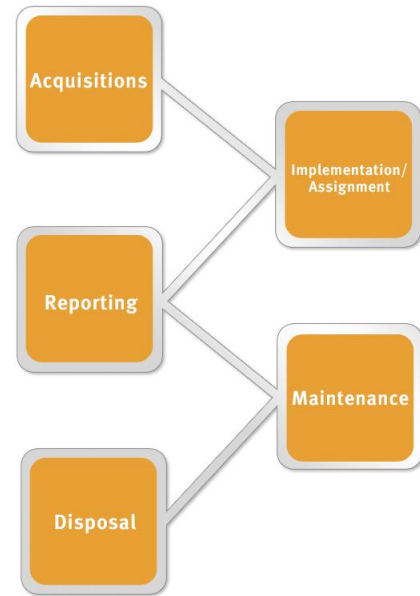 Acquisitions
Implementation/
Assignment
Reporting
Maintenance
Disposal